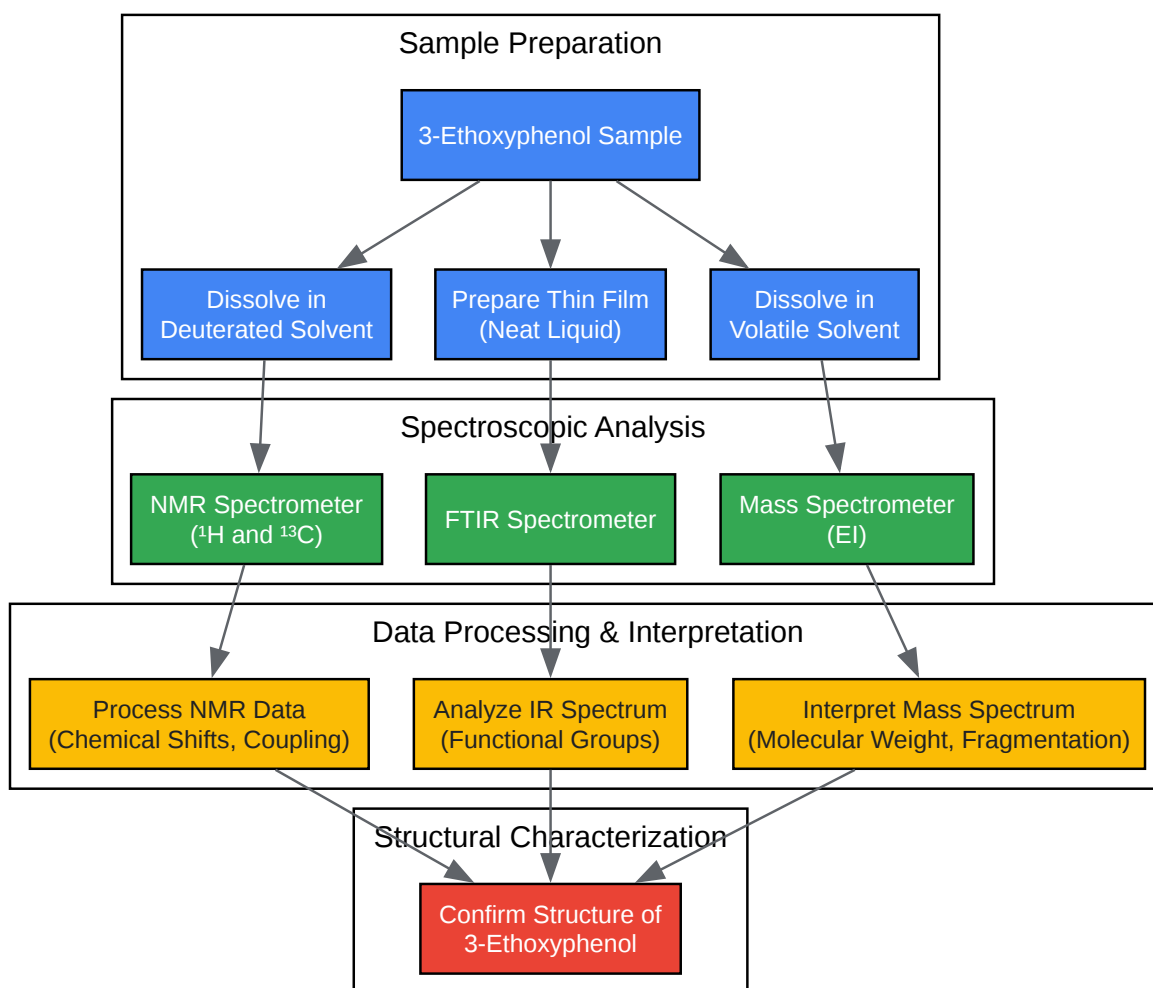 Sample Preparation
3-Ethoxyphenol Sample
Dissolve in
Deuterated Solvent
Prepare Thin Film
(Neat Liquid)
Dissolve in
Volatile Solvent
Spectroscopic Analysis
NMR Spectrometer
(¹H and ¹³C)
FTIR Spectrometer
Mass Spectrometer
(EI)
Data Processing & Interpretation
Process NMR Data
(Chemical Shifts, Coupling)
Analyze IR Spectrum
(Functional Groups)
Interpret Mass Spectrum
(Molecular Weight, Fragmentation)
Structural Characterization
Confirm Structure of
3-Ethoxyphenol